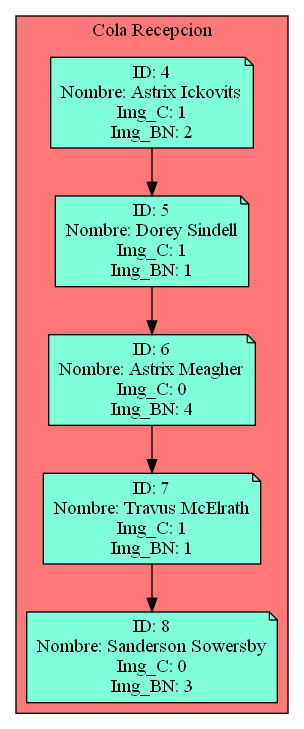 Cola Recepcion
ID: 4
Nombre: Astrix Ickovits
Img_C: 1
Img_BN: 2
ID: 5
Nombre: Dorey Sindell
Img_C: 1
Img_BN: 1
ID: 6
Nombre: Astrix Meagher
Img_C: 0
Img_BN: 4
ID: 7
Nombre: Travus McElrath
Img_C: 1
Img_BN: 1
ID: 8
Nombre: Sanderson Sowersby
Img_C: 0
Img_BN: 3